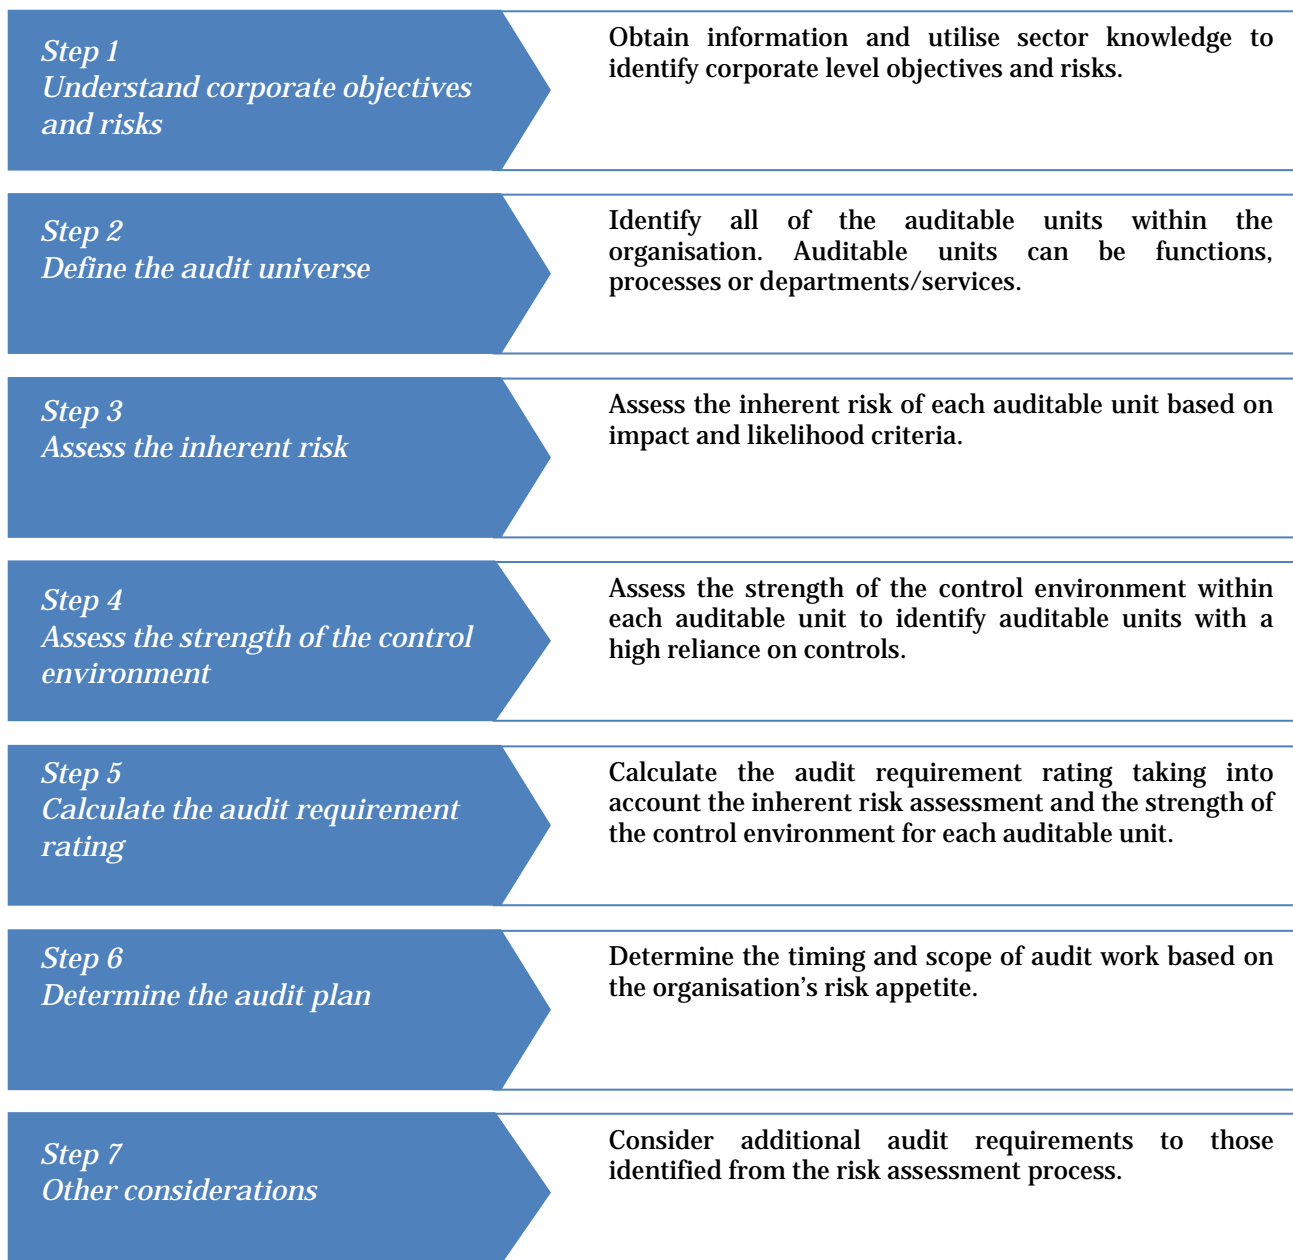 Step 1
Understand corporate objectives
and risks
Obtain information and utilise sector knowledge to
identify corporate level objectives and risks.
Step 2
Define the audit universe
Identify all of the auditable units within the
organisation. Auditable units can be functions,
processes or departments/services.
Step 3
Assess the inherent risk
Assess the inherent risk of each auditable unit based on
impact and likelihood criteria.
Step 4
Assess the strength of the control
environment
Assess the strength of the control environment within
each auditable unit to identify auditable units with a
high reliance on controls.
Step 5
Calculate the audit requirement
rating
Calculate the audit requirement rating taking into
account the inherent risk assessment and the strength of
the control environment for each auditable unit.
Step 6
Determine the audit plan
Determine the timing and scope of audit work based on
the organisation’s risk appetite.
Step 7
Other considerations
Consider additional audit requirements to those
identified from the risk assessment process.